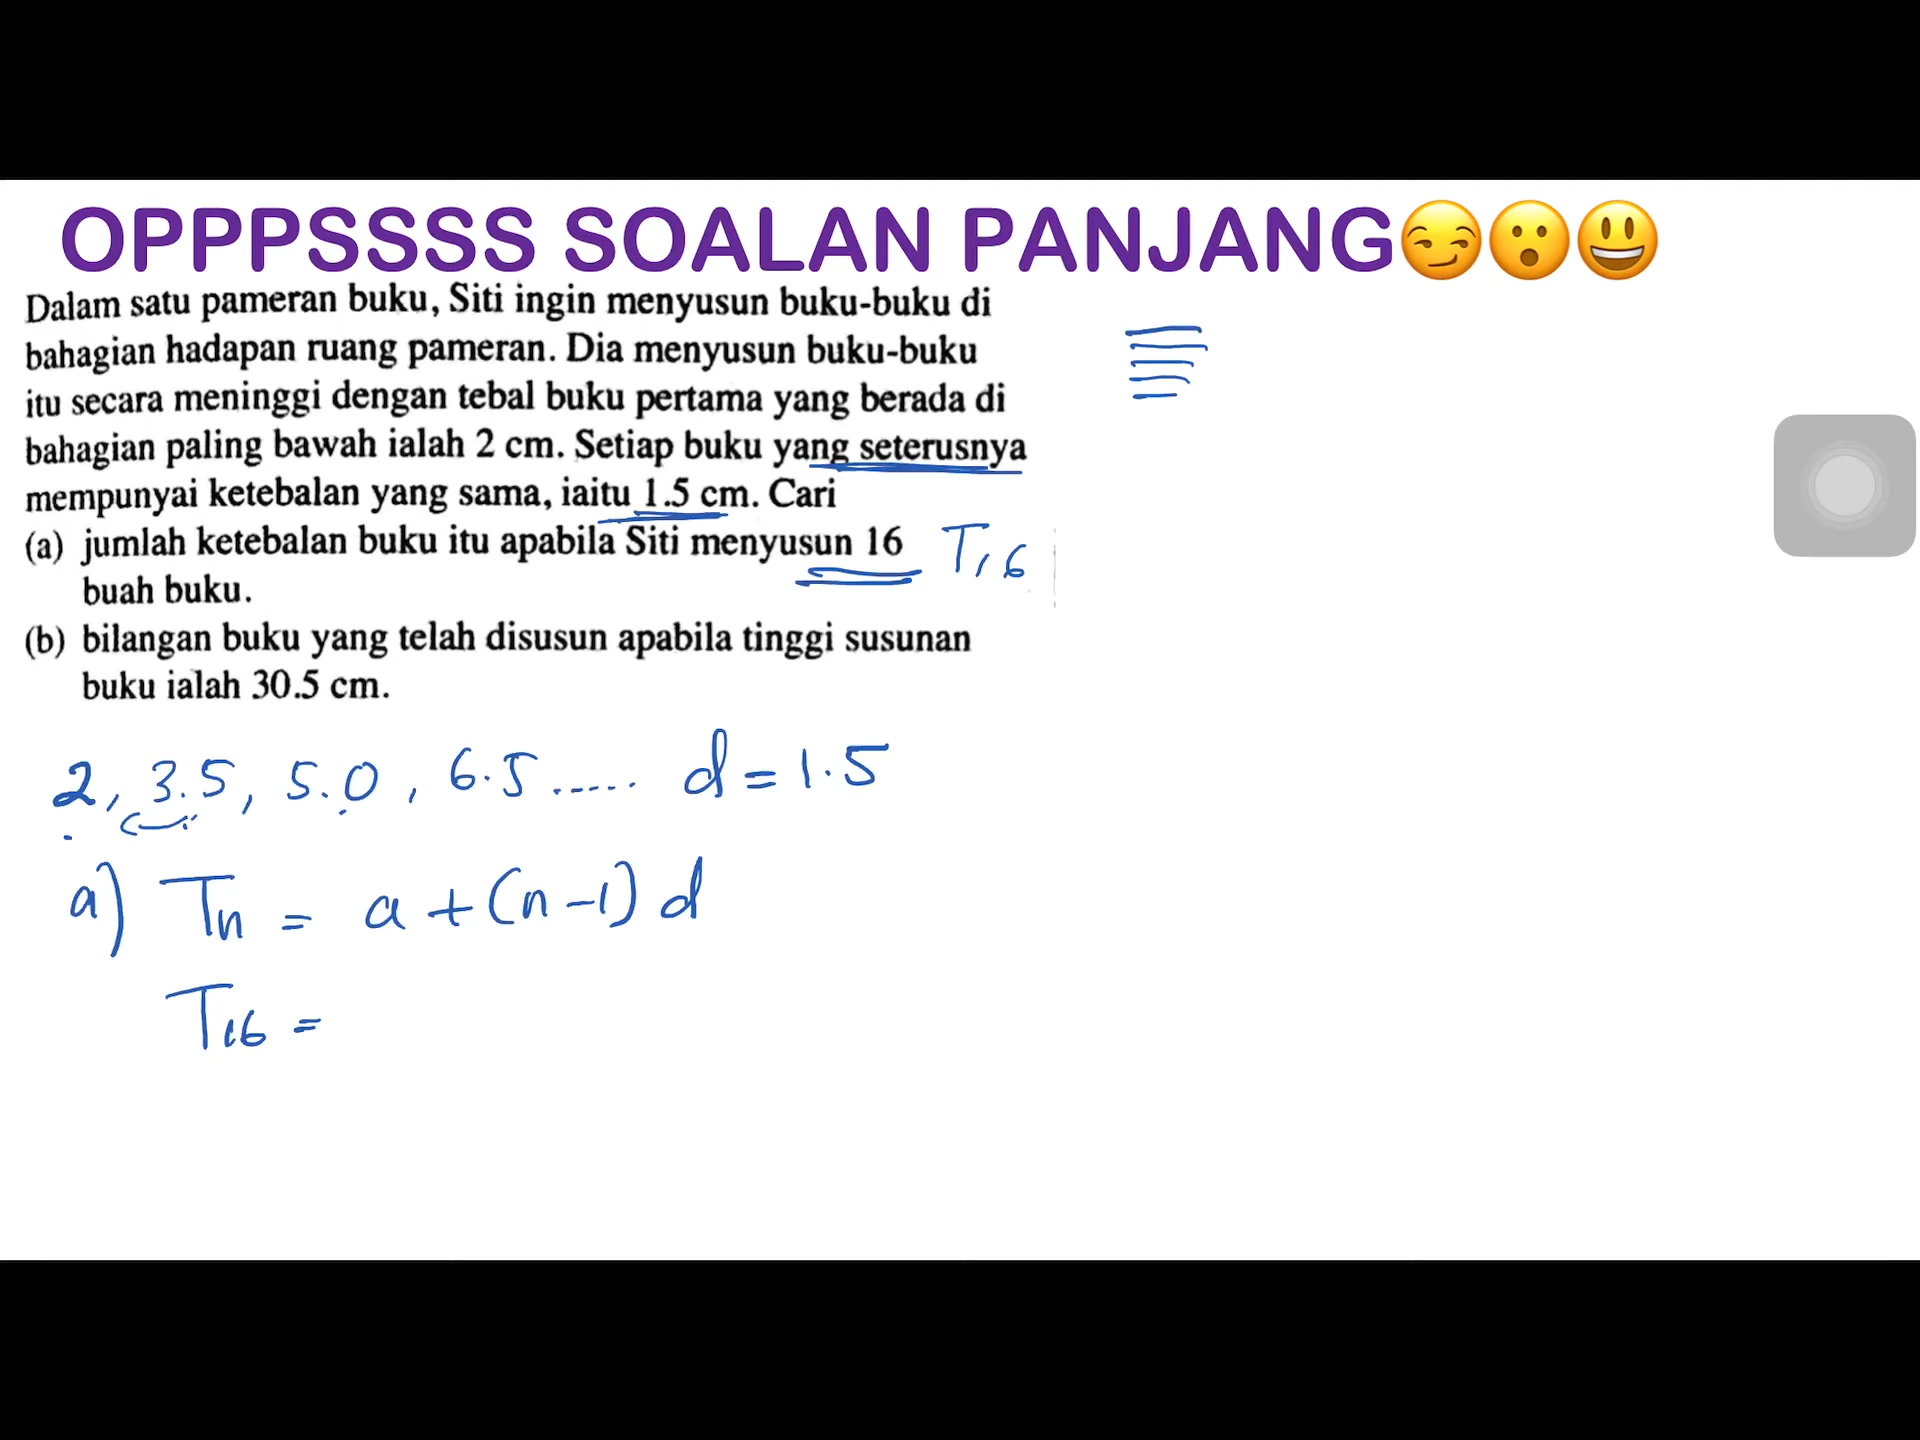 OPPPSSSS SOALAN PANJANG😏😮😃
Dalam satu pameran buku, Siti ingin menyusun buku-buku di
bahagian hadapan ruang pameran. Dia menyusun buku-buku
itu secara meninggi dengan tebal buku pertama yang berada di
bahagian paling bawah ialah 2 cm. Setiap buku yang seterusnya
mempunyai ketebalan yang sama, iaitu 1.5 cm. Cari
(a) jumlah ketebalan buku itu apabila Siti menyusun 16
buah buku.
T16
(b) bilangan buku yang telah disusun apabila tinggi susunan
buku ialah 30.5 cm.
2, 3.5, 5.0, 6.5..... d = 1.5
a) Tn = a + (n-1) d
T16 =